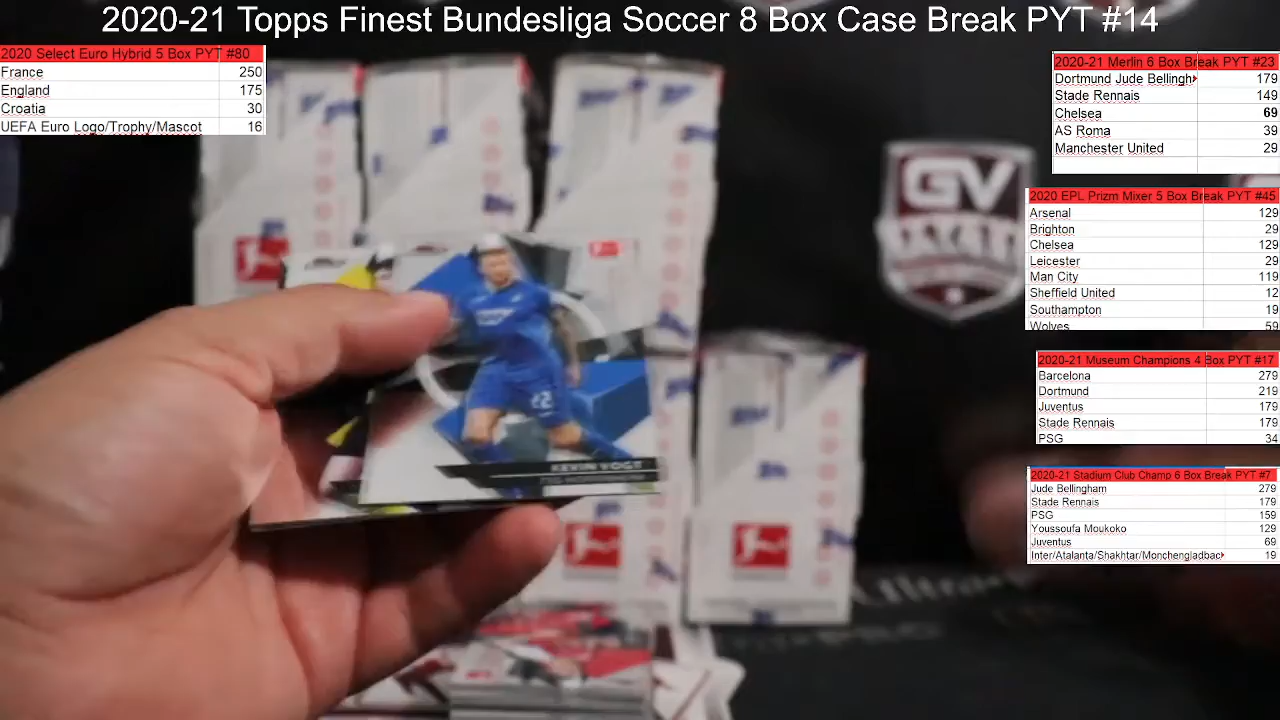 2020-21 Topps Finest Bundesliga Soccer 8 Box Case Break PYT #14
2020 Select Euro Hybrid 5 Box PYT #80
France 250
England 175
Croatia 30
UEFA Euro Logo/Trophy/Mascot 16
2020-21 Merlin 6 Box Break PYT #23
Dortmund Jude Bellingh 179
Stade Rennais 149
Chelsea 69
AS Roma 39
Manchester United 29
2020 EPL Prizm Mixer 5 Box Break PYT #45
Arsenal 129
Brighton 29
Chelsea 129
Leicester 29
Man City 119
Sheffield United 12
Southampton 19
Wolves 59
2020-21 Museum Champions 4 Box PYT #17
Barcelona 279
Dortmund 219
Juventus 179
Stade Rennais 179
PSG 34
2020-21 Stadium Club Champ 6 Box Break PYT #7
Jude Bellingham 279
Stade Rennais 179
PSG 159
Youssoufa Moukoko 129
Juventus 69
Inter/Atalanta/Shakhtar/Monchengladbac 19
GV
22
KEVIN VOGT